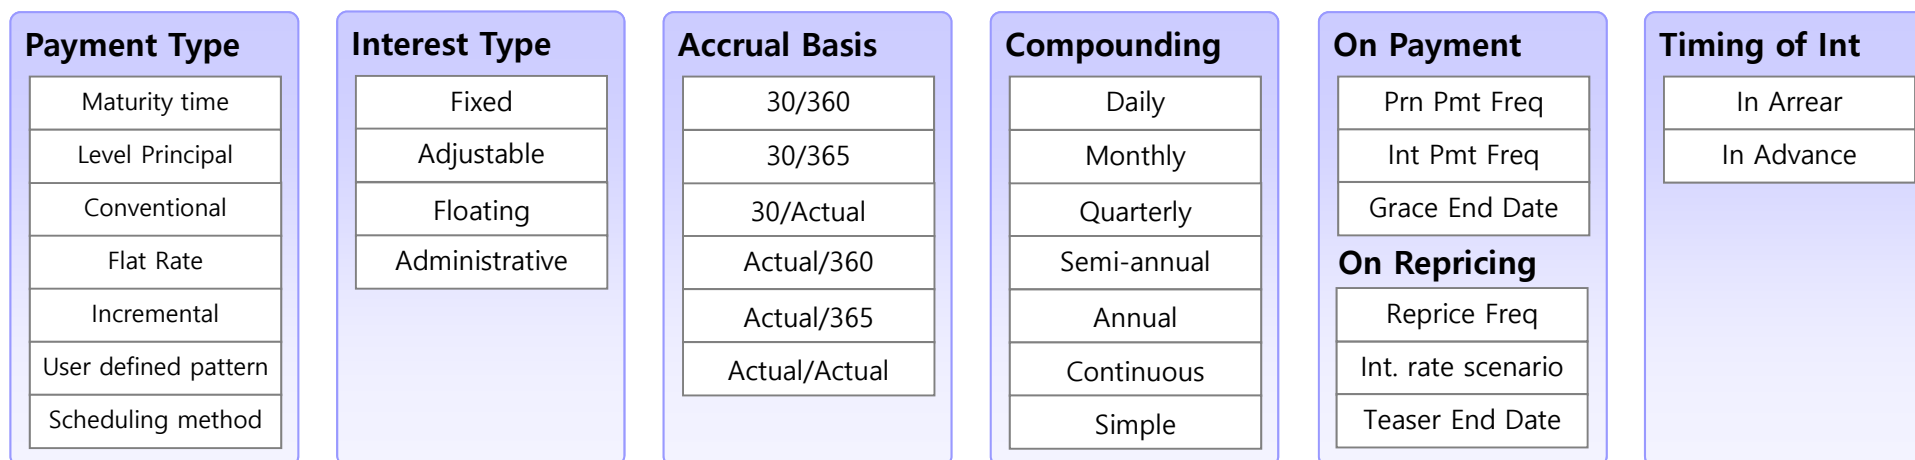 Payment Type
Maturity time
Level Principal
Conventional
Flat Rate
Incremental
User defined pattern
Scheduling method
Interest Type
Fixed
Adjustable
Floating
Administrative
Accrual Basis
30/360
30/365
30/Actual
Actual/360
Actual/365
Actual/Actual
Compounding
Daily
Monthly
Quarterly
Semi-annual
Annual
Continuous
Simple
On Payment
Prn Pmt Freq
Int Pmt Freq
Grace End Date
On Repricing
Reprice Freq
Int. rate scenario
Teaser End Date
Timing of Int
In Arrear
In Advance